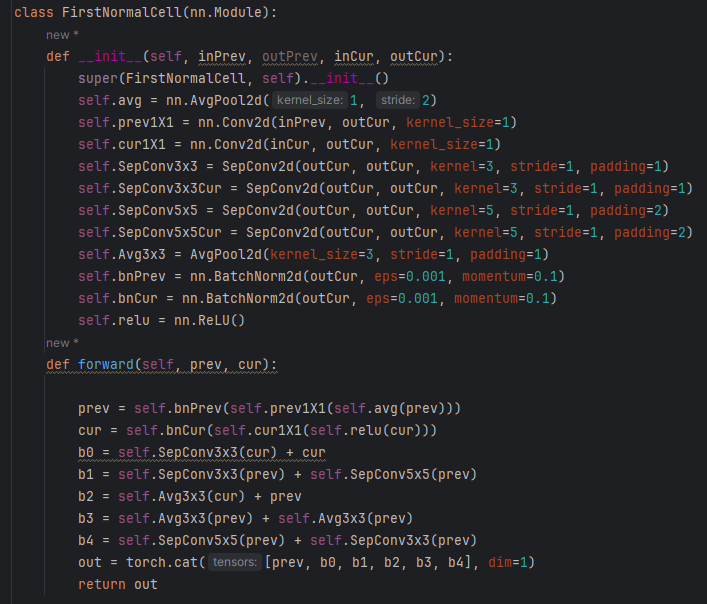 class FirstNormalCell(nn.Module):
new *
def __init__(self, inPrev, outPrev, inCur, outCur):
super(FirstNormalCell, self).__init__()
self.avg = nn.AvgPool2d( kernel_size: 1, stride: 2)
self.prev1X1 = nn.Conv2d(inPrev, outCur, kernel_size=1)
self.cur1X1 = nn.Conv2d(inCur, outCur, kernel_size=1)
self.SepConv3x3 = SepConv2d(outCur, outCur, kernel=3, stride=1, padding=1)
self.SepConv3x3Cur = SepConv2d(outCur, outCur, kernel=3, stride=1, padding=1)
self.SepConv5x5 = SepConv2d(outCur, outCur, kernel=5, stride=1, padding=2)
self.SepConv5x5Cur = SepConv2d(outCur, outCur, kernel=5, stride=1, padding=2)
self.Avg3x3 = AvgPool2d(kernel_size=3, stride=1, padding=1)
self.bnPrev = nn.BatchNorm2d(outCur, eps=0.001, momentum=0.1)
self.bnCur = nn.BatchNorm2d(outCur, eps=0.001, momentum=0.1)
self.relu = nn.ReLU()
new *
def forward(self, prev, cur):
prev = self.bnPrev(self.prev1X1(self.avg(prev)))
cur = self.bnCur(self.cur1X1(self.relu(cur)))
b0 = self.SepConv3x3(cur) + cur
b1 = self.SepConv3x3(prev) + self.SepConv5x5(prev)
b2 = self.Avg3x3(cur) + prev
b3 = self.Avg3x3(prev) + self.Avg3x3(prev)
b4 = self.SepConv5x5(prev) + self.SepConv3x3(prev)
out = torch.cat( tensors: [prev, b0, b1, b2, b3, b4], dim=1)
return out